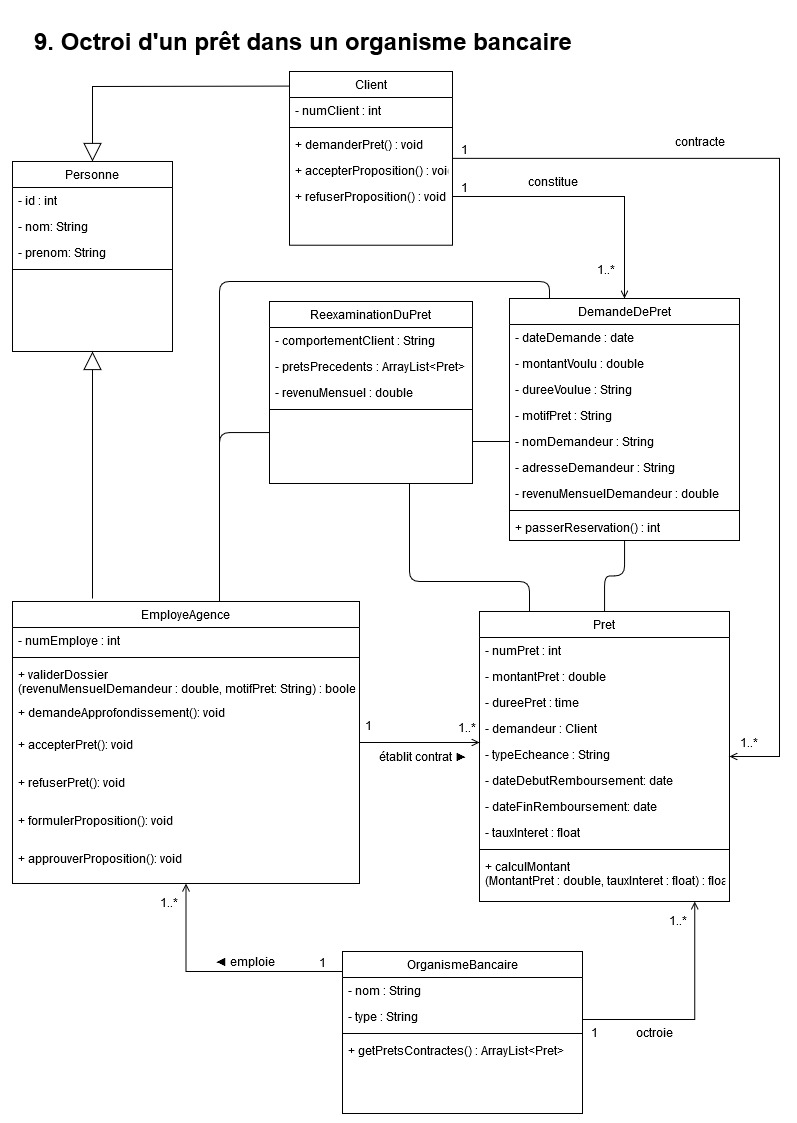 9. Octroi d'un prêt dans un organisme bancaire
Client
- numClient : int
+ demanderPret() : void
+ accepterProposition() : voi
+ refuserProposition() : void
1
contracte
1
constitue
1..*
Personne
- id : int
- nom: String
- prenom: String
ReexaminationDuPret
- comportementClient : String
- pretsPrecedents : ArrayList<Pret>
- revenuMensuel : double
DemandeDePret
- dateDemande : date
- montantVoulu : double
- dureeVoulue : String
- motifPret : String
- nomDemandeur : String
- adresseDemandeur : String
- revenuMensuelDemandeur : double
+ passerReservation() : int
EmployeAgence
- numEmploye : int
+ validerDossier
(revenuMensuelDemandeur : double, motifPret: String) : boole
+ demandeApprofondissement(): void
+ accepterPret(): void
+ refuserPret(): void
+ formulerProposition(): void
+ approuverProposition(): void
1
1..*
établit contrat ►
Pret
- numPret : int
- montantPret : double
- dureePret : time
- demandeur : Client
- typeEcheance : String
- dateDebutRemboursement: date
- dateFinRemboursement: date
- tauxInteret : float
+ calculMontant
(MontantPret : double, tauxInteret : float) : floa
1..*
1..*
◄ emploie
1
OrganismeBancaire
- nom : String
- type : String
+ getPretsContractes() : ArrayList<Pret>
1..*
1
octroie